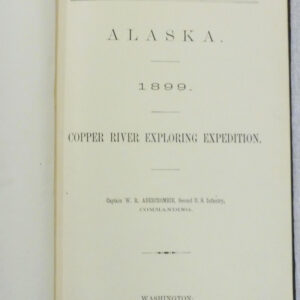 ALASKA.
1899.
COPPER RIVER EXPLORING EXPEDITION.
Captain W. R. ABERCROMBIE, Second U. S. Infantry,
COMMANDING.
WASHINGTON: